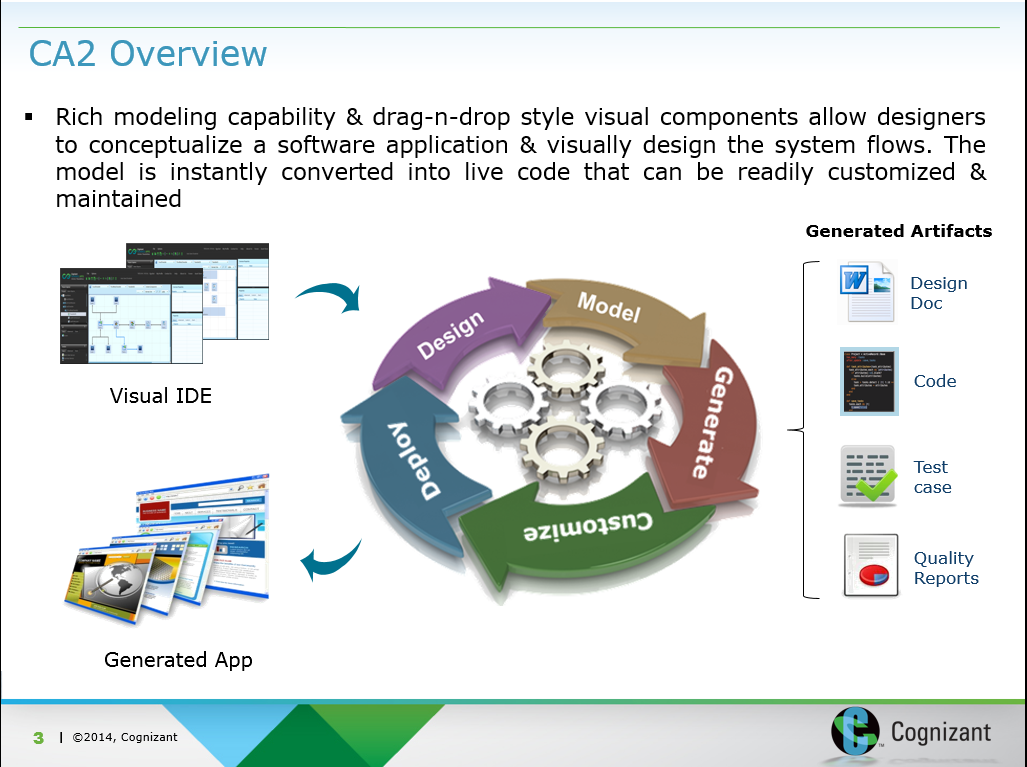 CA2 Overview
▪ Rich modeling capability & drag-n-drop style visual components allow designers
to conceptualize a software application & visually design the system flows. The
model is instantly converted into live code that can be readily customized &
maintained
Generated Artifacts
Visual IDE
Design
Model
Generate
Customize
Deploy
Design
Doc
Code
Test
case
Quality
Reports
Generated App
3 | ©2014, Cognizant
Cognizant